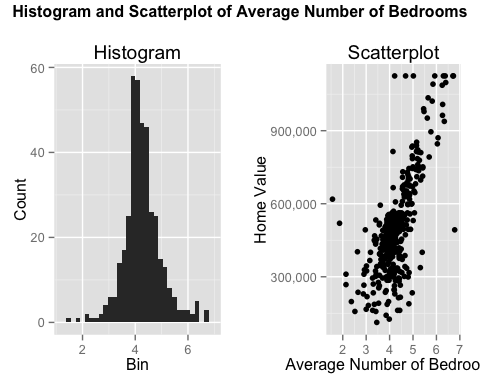 Histogram and Scatterplot of Average Number of Bedrooms
Histogram
60
40
20
0
Count
2 4 6
Bin
Scatterplot
900,000
600,000
300,000
Home Value
2 3 4 5 6 7
Average Number of Bedroo